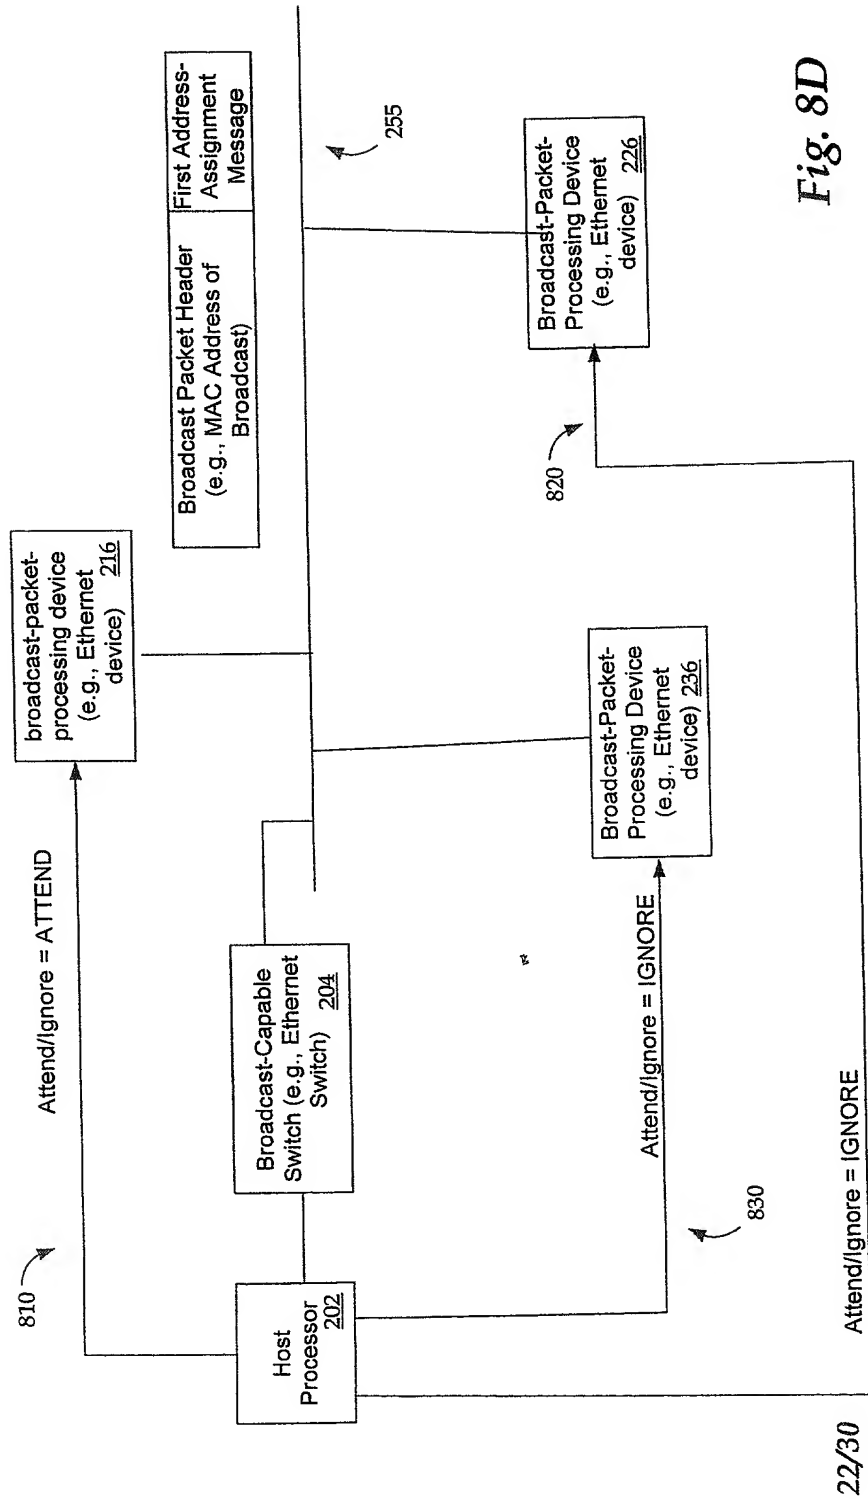 810
Attend/Ignore = ATTEND
broadcast-packet-
processing device
(e.g., Ethernet 216
device)
Host
Processor
202
Broadcast-Capable
Switch (e.g., Ethernet
Switch) 204
Broadcast Packet Header
(e.g., MAC Address of
Broadcast)
First Address-
Assignment
Message
255
830
Attend/Ignore = IGNORE
Broadcast-Packet-
Processing Device
(e.g., Ethernet
device) 236
820
Broadcast-Packet-
Processing Device
(e.g., Ethernet
device) 226
Attend/Ignore = IGNORE
Fig. 8D
22/30